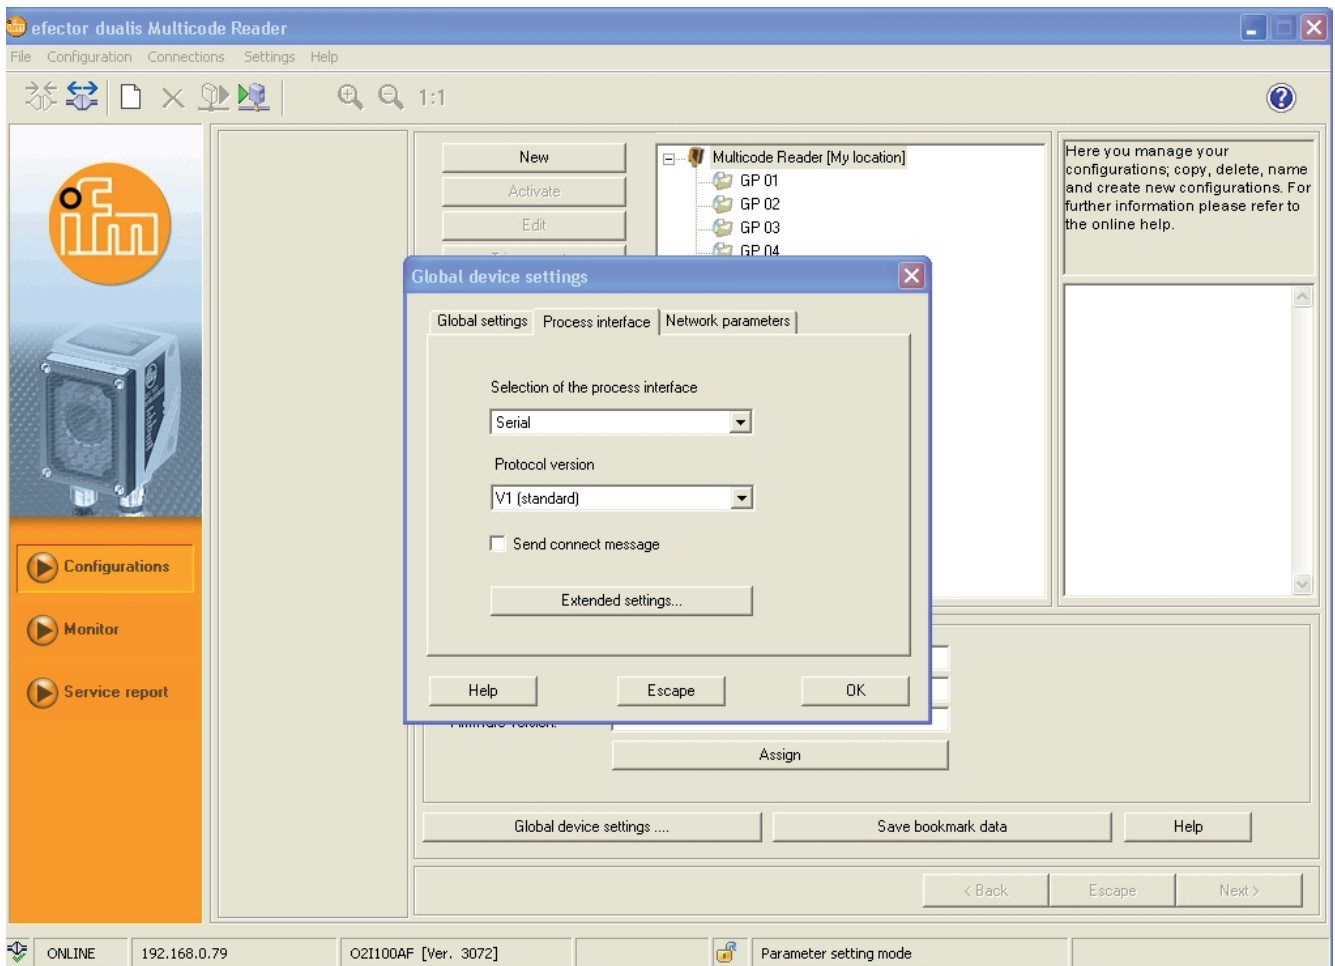 efector dualis Multicode Reader
File Configuration Connections Settings Help
1:1
ifm
New
Activate
Edit
Multicode Reader [My location]
GP 01
GP 02
GP 03
GP 04
Here you manage your
configurations; copy, delete, name
and create new configurations. For
further information please refer to
the online help.
Global device settings
Global settings Process interface Network parameters
Selection of the process interface
Serial
Protocol version
V1 (standard)
Send connect message
Extended settings...
Help Escape OK
Configurations
Monitor
Service report
Assign
Global device settings .... Save bookmark data Help
< Back Escape Next >
ONLINE 192.168.0.79 O2I100AF [Ver. 3072] Parameter setting mode